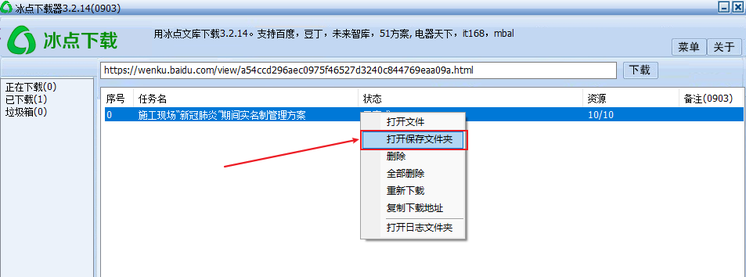 冰点下载器3.2.14(0903)
冰点下载
用冰点文库下载3.2.14。支持百度，豆丁，未来智库，51方案, 电器天下，it168，mbal
菜单 关于
https://wenku.baidu.com/view/a54ccd296aec0975f46527d3240c844769eaa09a.html 下载
正在下载(0)
已下载(1)
垃圾箱(0)
序号 任务名 状态 资源 备注(0903)
0 施工现场"新冠肺炎"期间实名制管理方案 10/10
打开文件
打开保存文件夹
删除
全部删除
重新下载
复制下载地址
打开日志文件夹